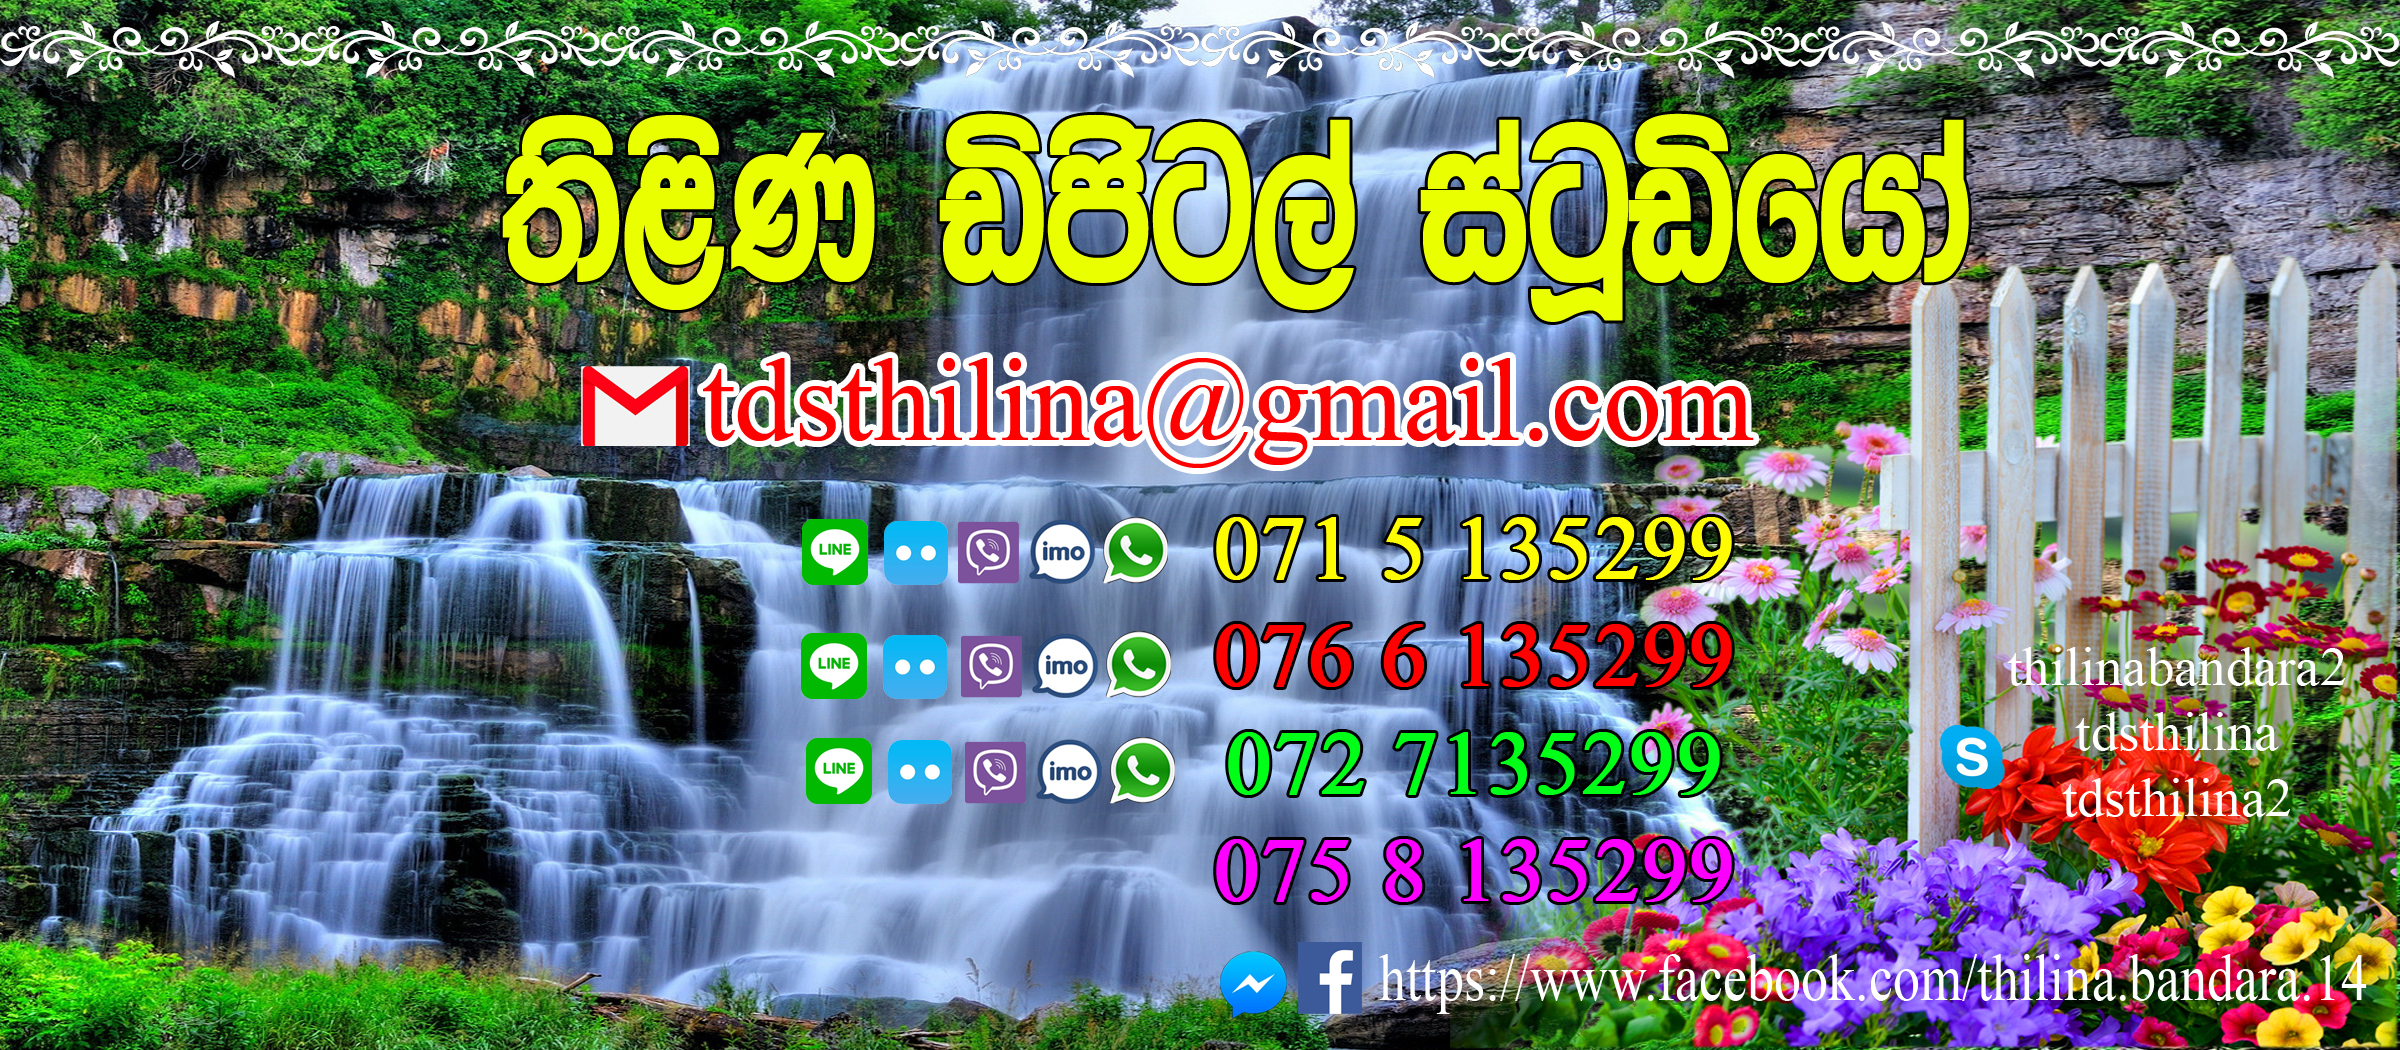 තිළිණ ඩිජිටල් ස්ටූඩියෝ
tdsthilina@gmail.com
LINE imo 071 5 135299
LINE imo 076 6 135299
thilinabandara2
LINE imo 072 7135299
S tdsthilina
tdsthilina2
075 8 135299
f https://www.facebook.com/thilina.bandara.14